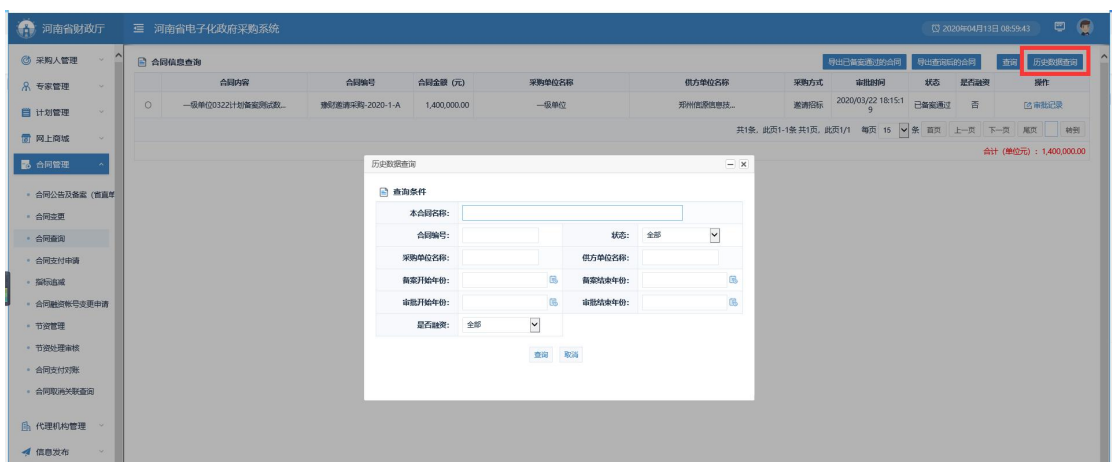 河南省财政厅
河南省电子化政府采购系统
2020年04月13日 08:59:43
采购人管理
专家管理
计划管理
网上商城
合同管理
合同公告及备案（省直单
合同变更
合同查询
合同支付申请
指标追减
合同融资帐号变更申请
节资管理
节资处理审核
合同支付对账
合同取消关联查询
代理机构管理
信息发布
合同信息查询
导出已备案通过的合同 导出查询后的合同 查询 历史数据查询
合同内容 合同编号 合同金额（元） 采购单位名称 供方单位名称 采购方式 审批时间 状态 是否融资 操作
一级单位0322计划备案测试数... 豫财邀请采购-2020-1-A 1,400,000.00 一级单位 郑州信源信息技... 邀请招标 2020/03/22 18:15:19 已备案通过 否 审批记录
共1条, 此页1-1条 共1页, 此页1/1 每页 15 条 首页 上一页 下一页 尾页 转到
合计（单位元）: 1,400,000.00
历史数据查询
查询条件
本合同名称:
合同编号: 状态: 全部
采购单位名称: 供方单位名称:
备案开始年份: 备案结束年份:
审批开始年份: 审批结束年份:
是否融资: 全部
查询 取消